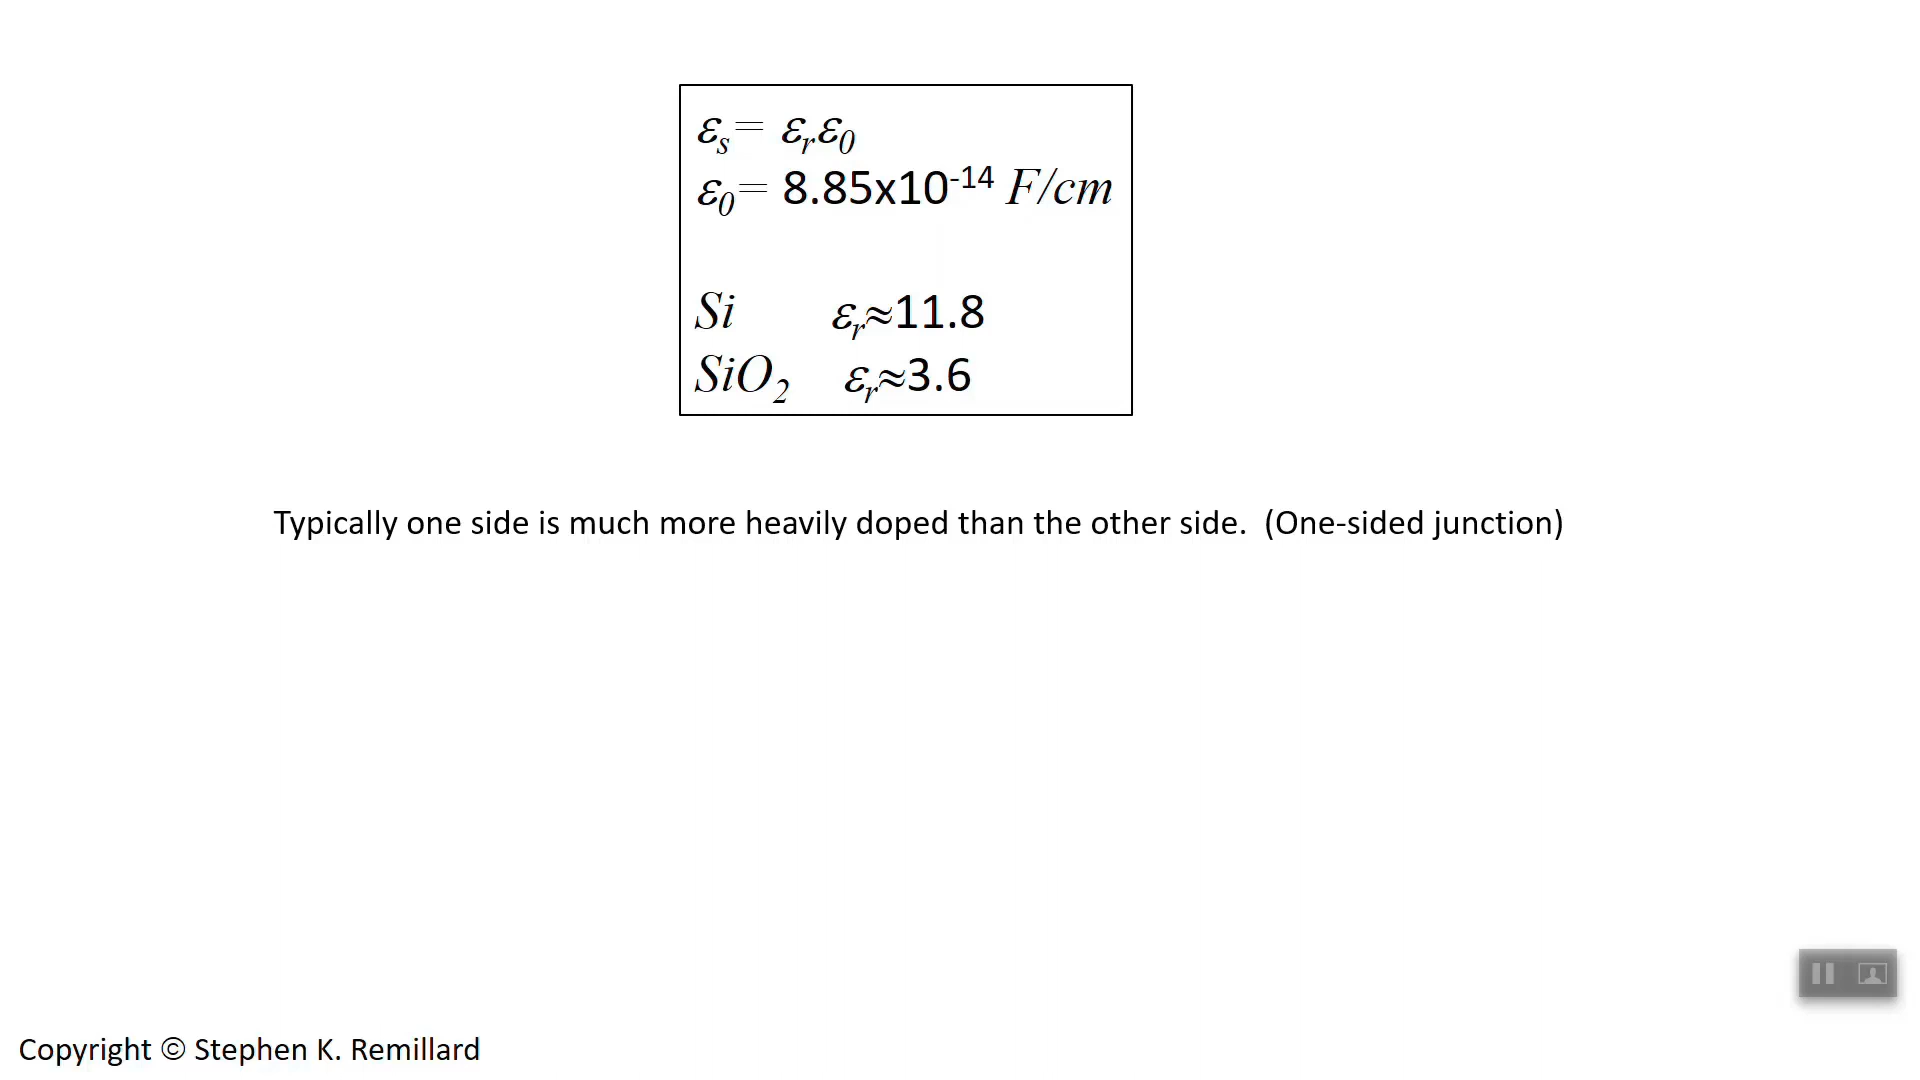 εs= εrε0
ε0= 8.85x10-14 F/cm
Si εr≈11.8
SiO2 εr≈3.6
Typically one side is much more heavily doped than the other side. (One-sided junction)
Copyright © Stephen K. Remillard